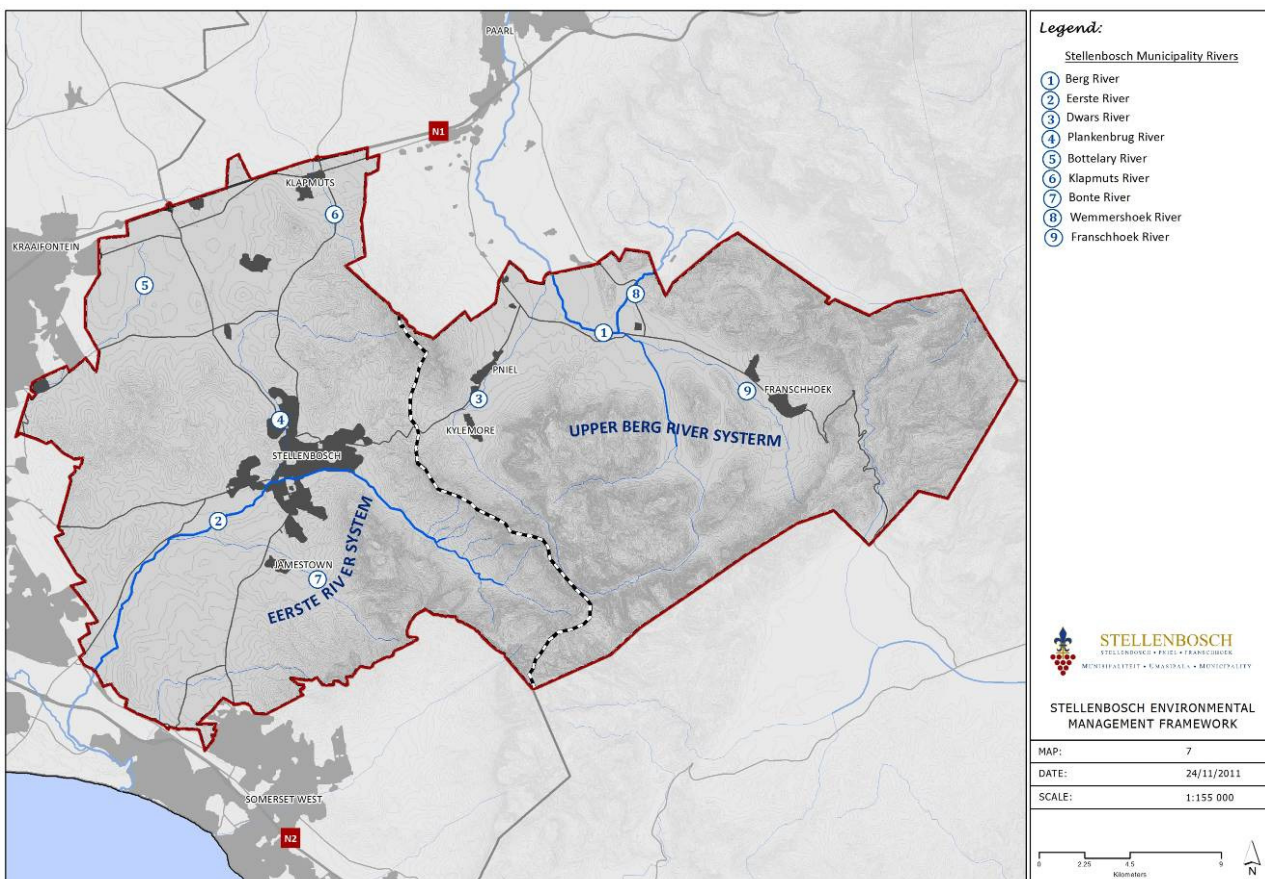 PAARL
N1
KLAPMUTS
6
KRAAIFONTEIN
5
8
1
PNIEL
3
FRANSCHHOEK
9
4
KYLEMORE
UPPER BERG RIVER SYSTERM
STELLENBOSCH
2
JAMESTOWN
7
EERSTE RIVER SYSTEM
SOMERSET WEST
N2
Legend:
Stellenbosch Municipality Rivers
1 Berg River
2 Eerste River
3 Dwars River
4 Plankenbrug River
5 Bottelary River
6 Klapmuts River
7 Bonte River
8 Wemmershoek River
9 Franschhoek River
STELLENBOSCH
STELLENBOSCH • PNIEL • FRANSCHHOEK
MUNISIPALITEIT • UMASIPALA • MUNICIPALITY
STELLENBOSCH ENVIRONMENTAL
MANAGEMENT FRAMEWORK
MAP: 7
DATE: 24/11/2011
SCALE: 1:155 000
0 2.25 4.5 9
Kilometers
N